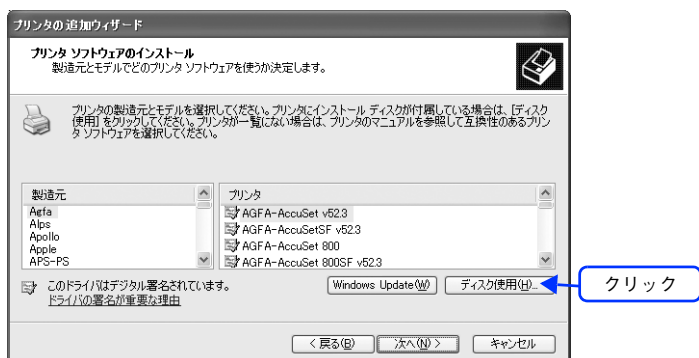 プリンタの追加ウィザード
プリンタ ソフトウェアのインストール
製造元とモデルでどのプリンタ ソフトウェアを使うか決定します。
プリンタの製造元とモデルを選択してください。プリンタにインストール ディスクが付属している場合は、[ディスク
使用] をクリックしてください。プリンタが一覧にない場合は、プリンタのマニュアルを参照して互換性のあるプリン
タ ソフトウェアを選択してください。
製造元
Agfa
Alps
Apollo
Apple
APS-PS
プリンタ
AGFA-AccuSet v52.3
AGFA-AccuSetSF v52.3
AGFA-AccuSet 800
AGFA-AccuSet 800SF v52.3
このドライバはデジタル署名されています。
ドライバの署名が重要な理由
Windows Update(W)
ディスク使用(H)...
クリック
< 戻る(B)
次へ(N) >
キャンセル